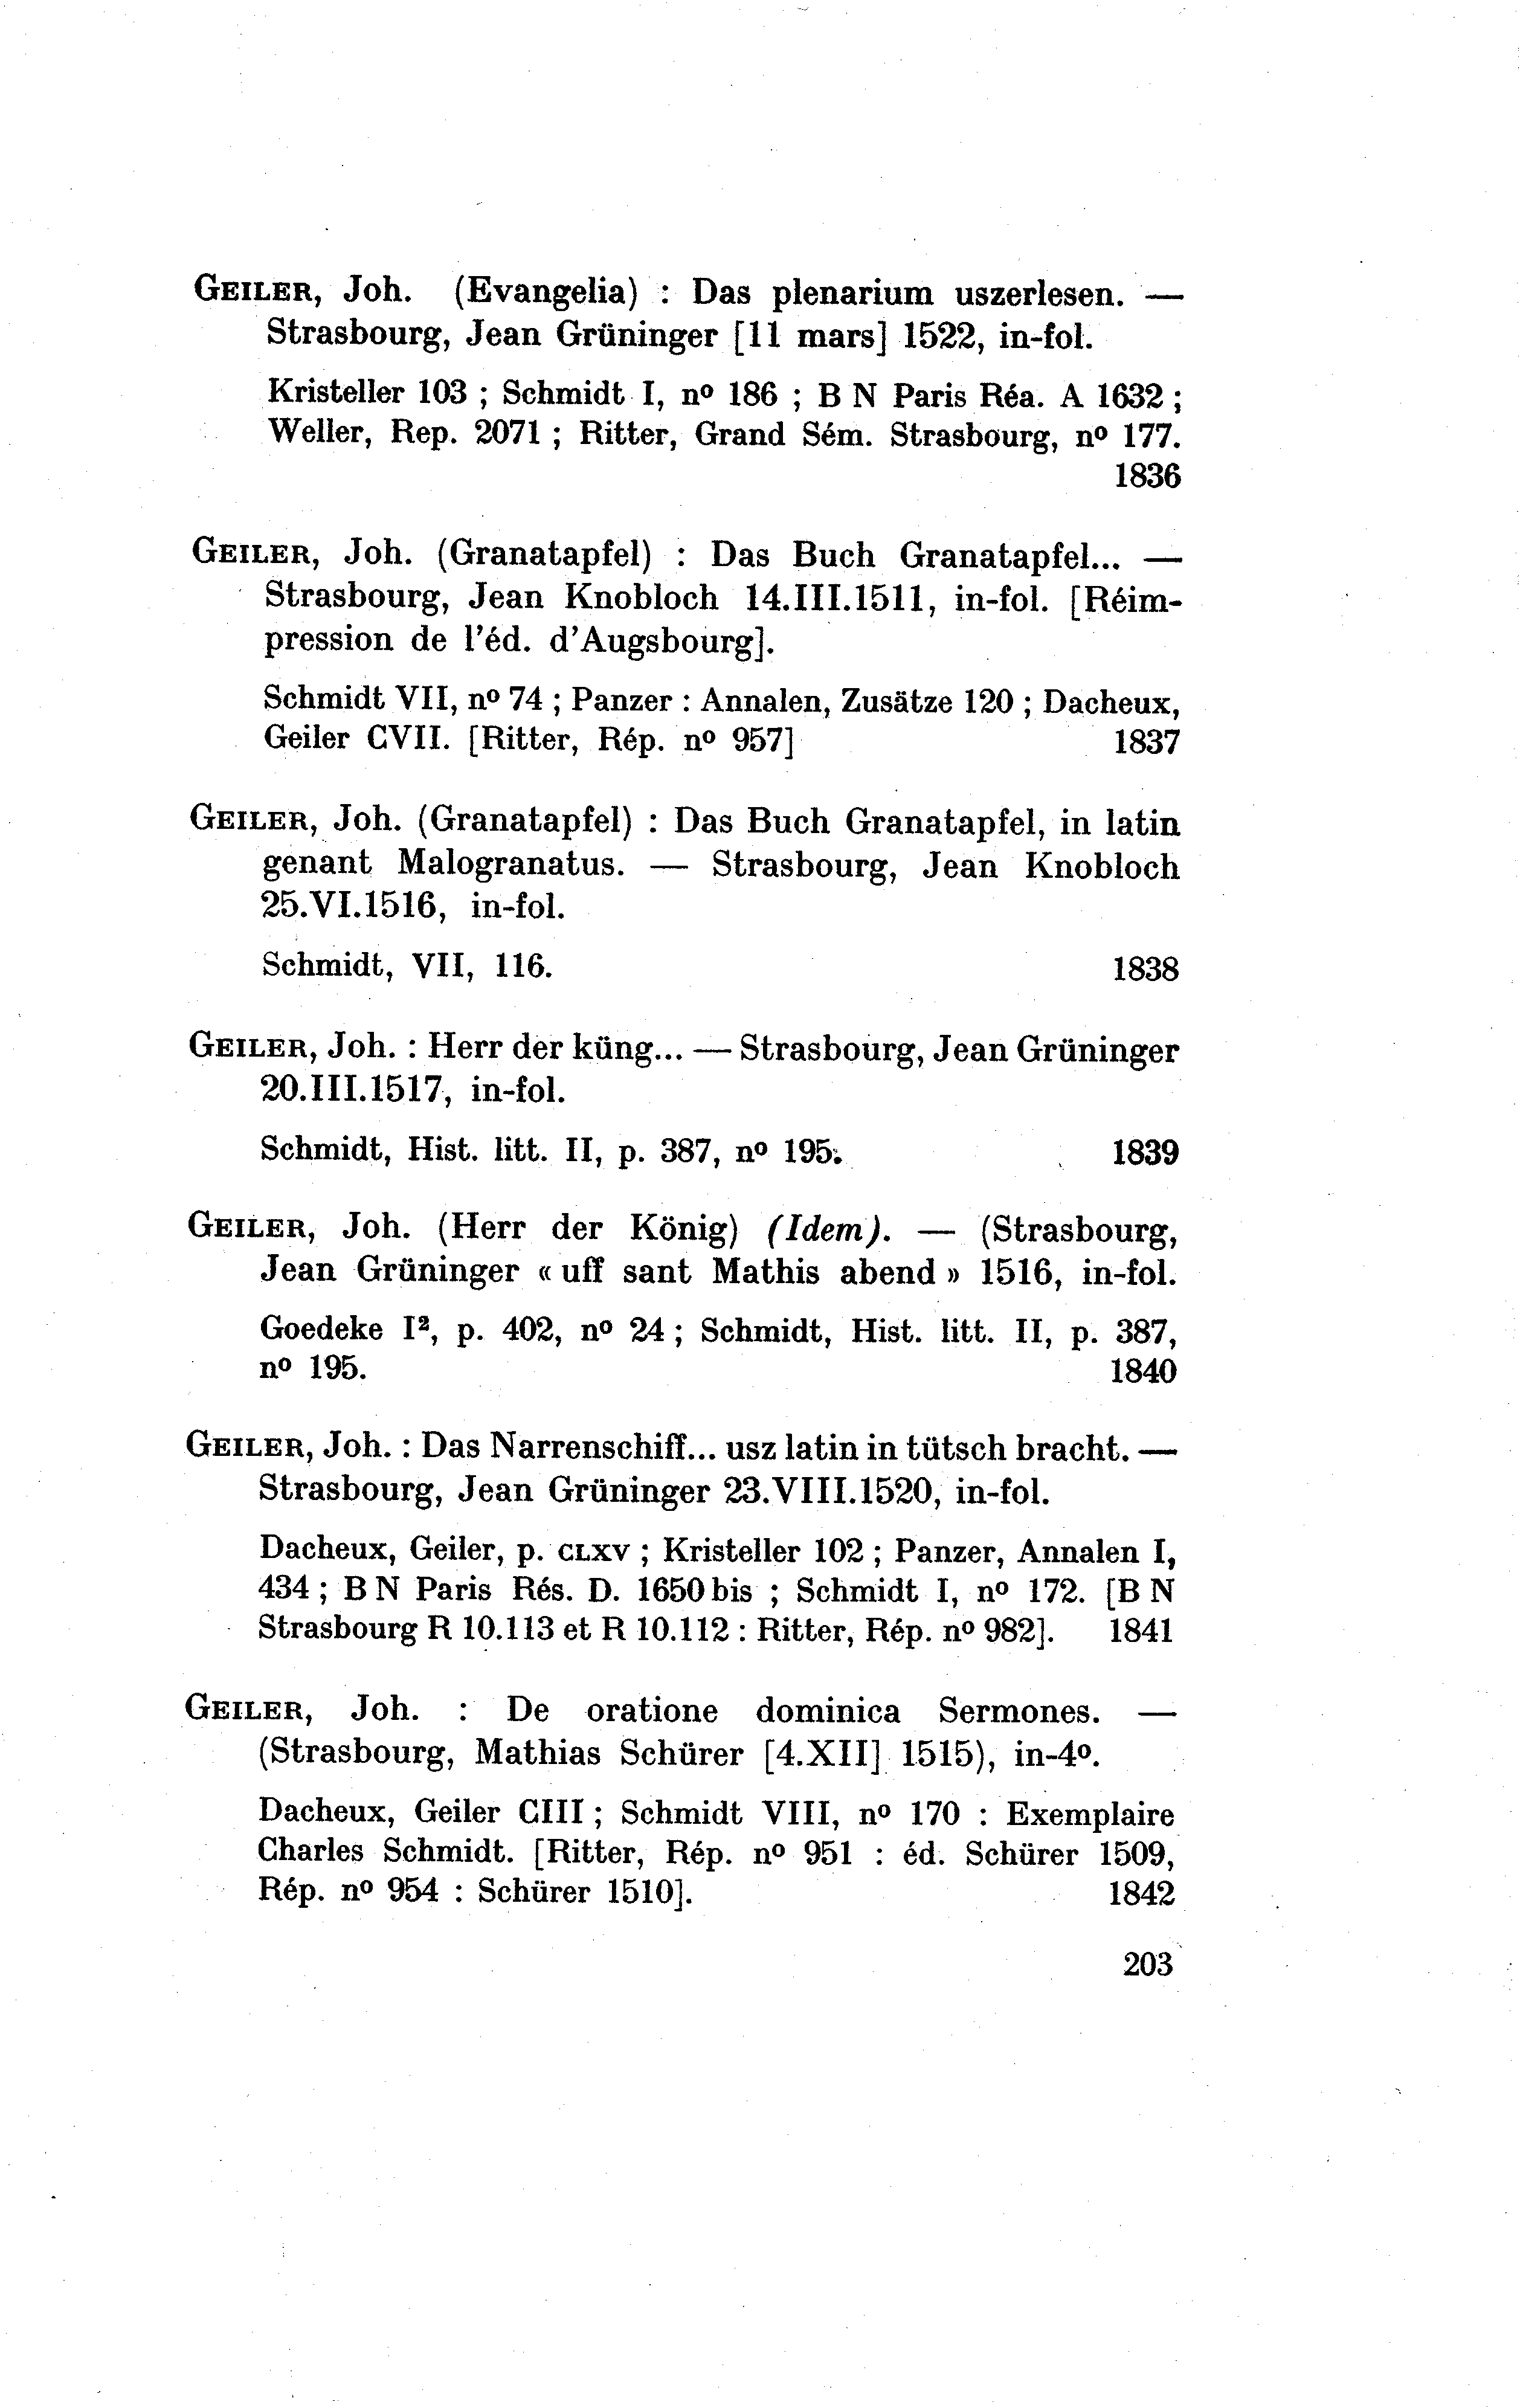 GEILER, Joh. (Evangelia) : Das plenarium uszerlesen. —
Strasbourg, Jean Grüninger [11 mars] 1522, in-fol.
Kristeller 103 ; Schmidt I, nº 186 ; B N Paris Réa. A 1632 ;
Weller, Rep. 2071 ; Ritter, Grand Sém. Strasbourg, nº 177.
1836
GEILER, Joh. (Granatapfel) : Das Buch Granatapfel... —
Strasbourg, Jean Knobloch 14.III.1511, in-fol. [Réim-
pression de l'éd. d'Augsbourg].
Schmidt VII, nº 74 ; Panzer : Annalen, Zusätze 120 ; Dacheux,
Geiler CVII. [Ritter, Rép. nº 957] 1837
GEILER, Joh. (Granatapfel) : Das Buch Granatapfel, in latin
genant Malogranatus. — Strasbourg, Jean Knobloch
25.VI.1516, in-fol.
Schmidt, VII, 116. 1838
GEILER, Joh. : Herr der küng... — Strasbourg, Jean Grüninger
20.III.1517, in-fol.
Schmidt, Hist. litt. II, p. 387, nº 195. 1839
GEILER, Joh. (Herr der König) (Idem). — (Strasbourg,
Jean Grüninger « uff sant Mathis abend » 1516, in-fol.
Goedeke I², p. 402, nº 24 ; Schmidt, Hist. litt. II, p. 387,
nº 195. 1840
GEILER, Joh. : Das Narrenschiff... usz latin in tütsch bracht. —
Strasbourg, Jean Grüninger 23.VIII.1520, in-fol.
Dacheux, Geiler, p. CLXV ; Kristeller 102 ; Panzer, Annalen I,
434 ; B N Paris Rés. D. 1650 bis ; Schmidt I, nº 172. [B N
Strasbourg R 10.113 et R 10.112 : Ritter, Rép. nº 982]. 1841
GEILER, Joh. : De oratione dominica Sermones. —
(Strasbourg, Mathias Schürer [4.XII] 1515), in-4º.
Dacheux, Geiler CIII ; Schmidt VIII, nº 170 : Exemplaire
Charles Schmidt. [Ritter, Rép. nº 951 : éd. Schürer 1509,
Rép. nº 954 : Schürer 1510]. 1842
203